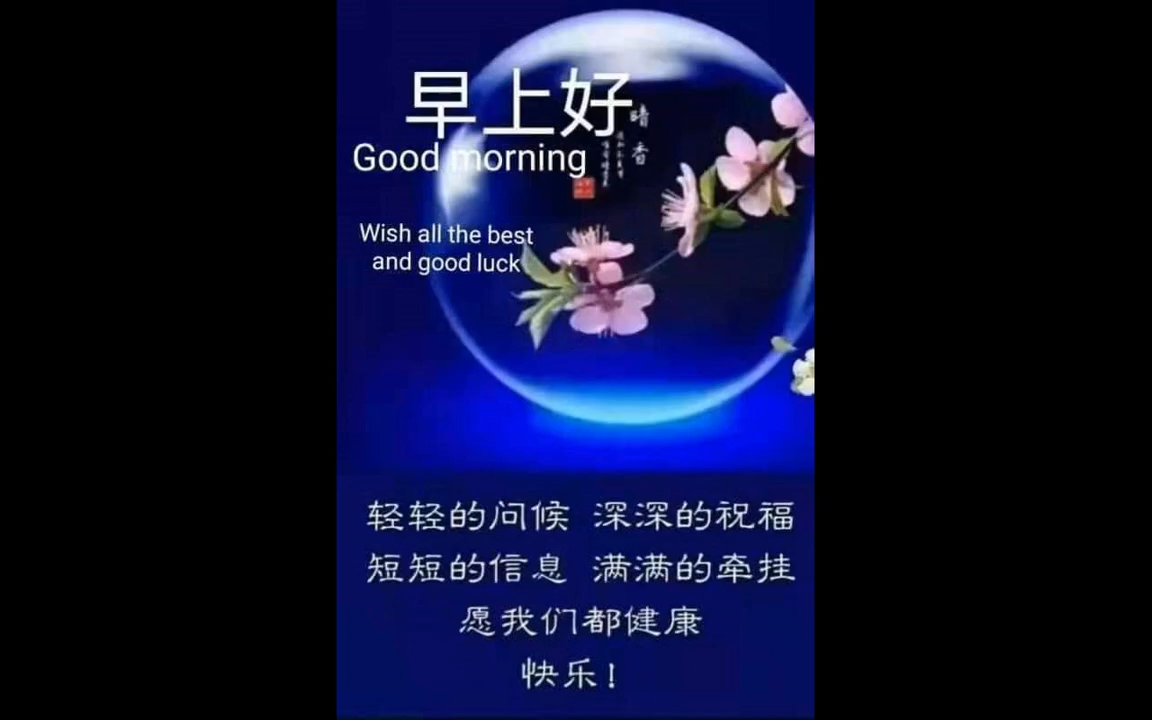 早上好
Good morning
Wish all the best
and good luck
轻轻的问候 深深的祝福
短短的信息 满满的牵挂
愿我们都健康
快乐！